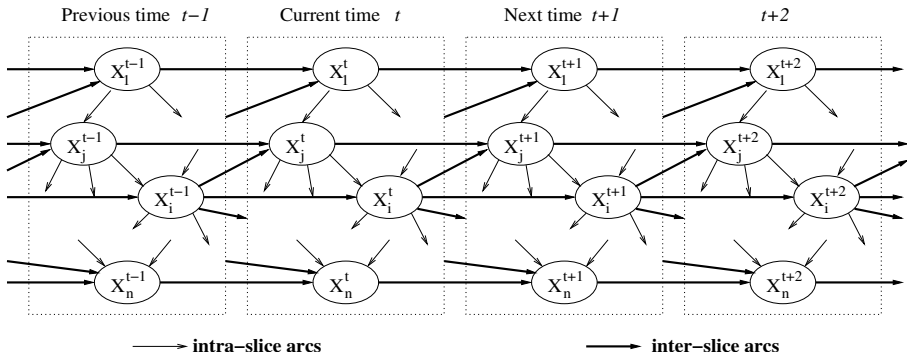 Previous time t−1 Current time t Next time t+1 t+2
X_1^{t−1} X_1^{t} X_1^{t+1} X_1^{t+2}
X_j^{t−1} X_j^{t} X_j^{t+1} X_j^{t+2}
X_i^{t−1} X_i^{t} X_i^{t+1} X_i^{t+2}
X_n^{t−1} X_n^{t} X_n^{t+1} X_n^{t+2}
intra−slice arcs inter−slice arcs